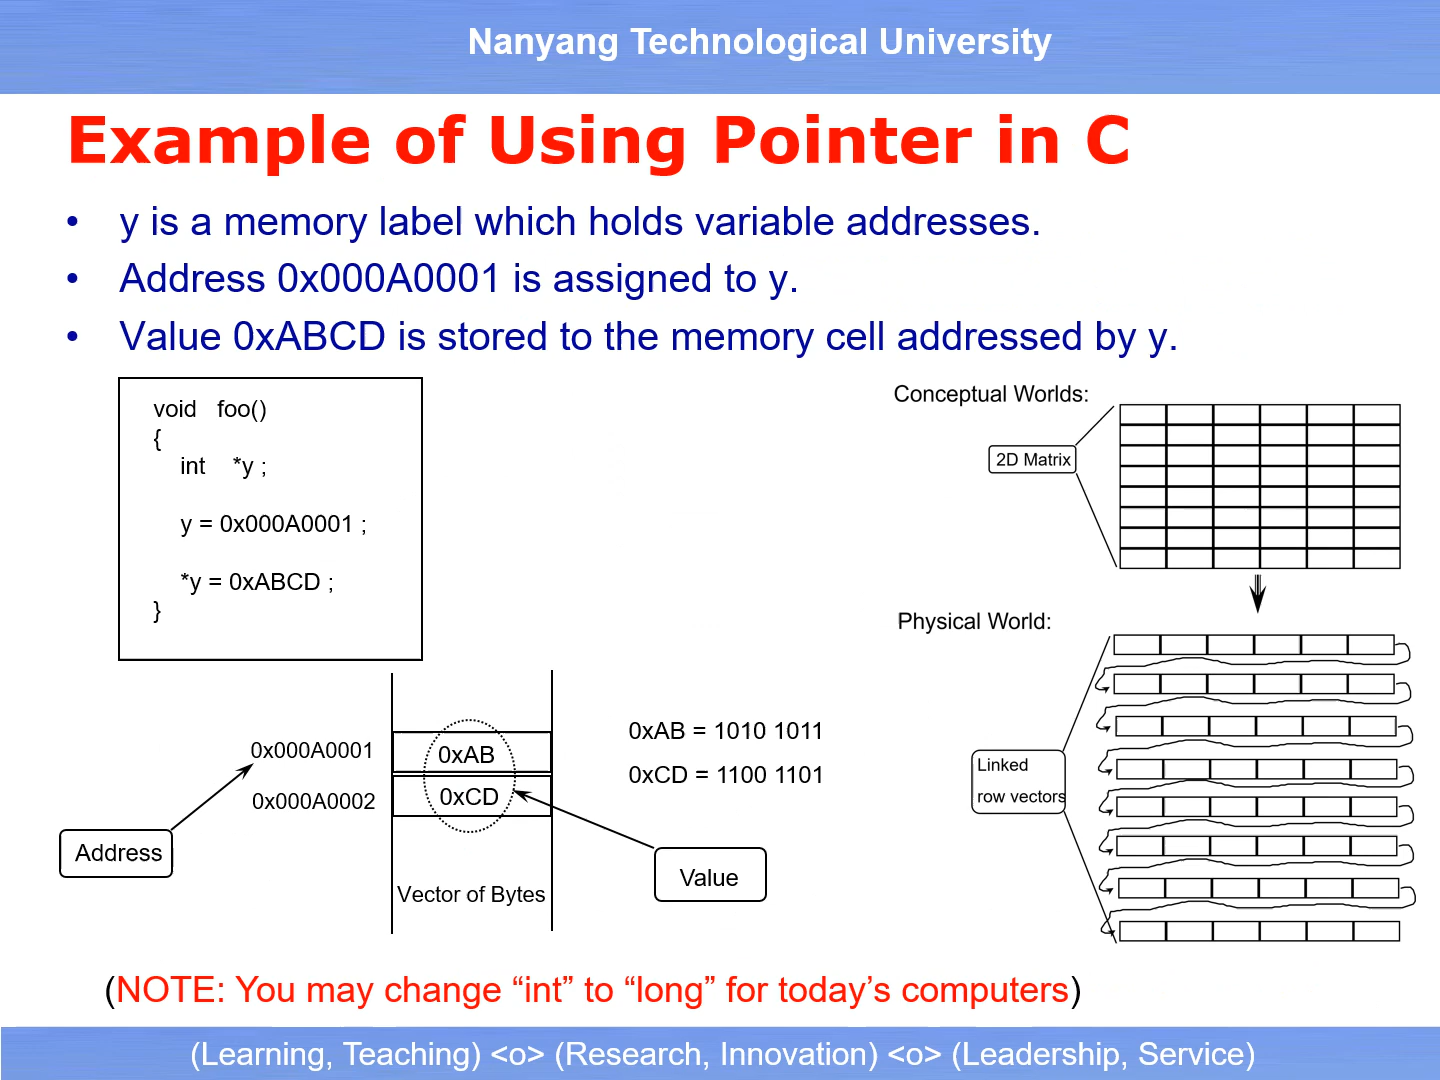 Nanyang Technological University
Example of Using Pointer in C
• y is a memory label which holds variable addresses.
• Address 0x000A0001 is assigned to y.
• Value 0xABCD is stored to the memory cell addressed by y.
void foo()
{
int *y ;
y = 0x000A0001 ;
*y = 0xABCD ;
}
Conceptual Worlds:
2D Matrix
Physical World:
Linked
row vectors
0x000A0001
0xAB
0x000A0002
0xCD
0xAB = 1010 1011
0xCD = 1100 1101
Address
Value
Vector of Bytes
(NOTE: You may change “int” to “long” for today’s computers)
(Learning, Teaching) <o> (Research, Innovation) <o> (Leadership, Service)